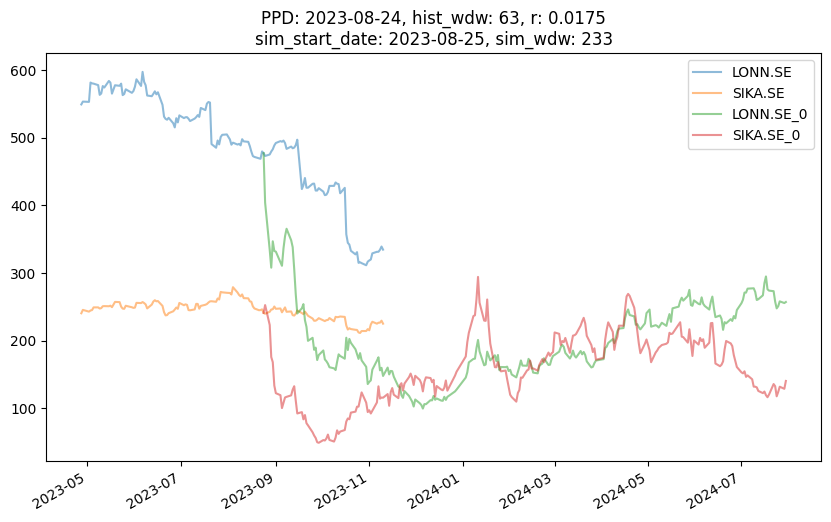 PPD: 2023-08-24, hist_wdw: 63, r: 0.0175
sim_start_date: 2023-08-25, sim_wdw: 233
LONN.SE
SIKA.SE
LONN.SE_0
SIKA.SE_0
600
500
400
300
200
100
2023-05
2023-07
2023-09
2023-11
2024-01
2024-03
2024-05
2024-07